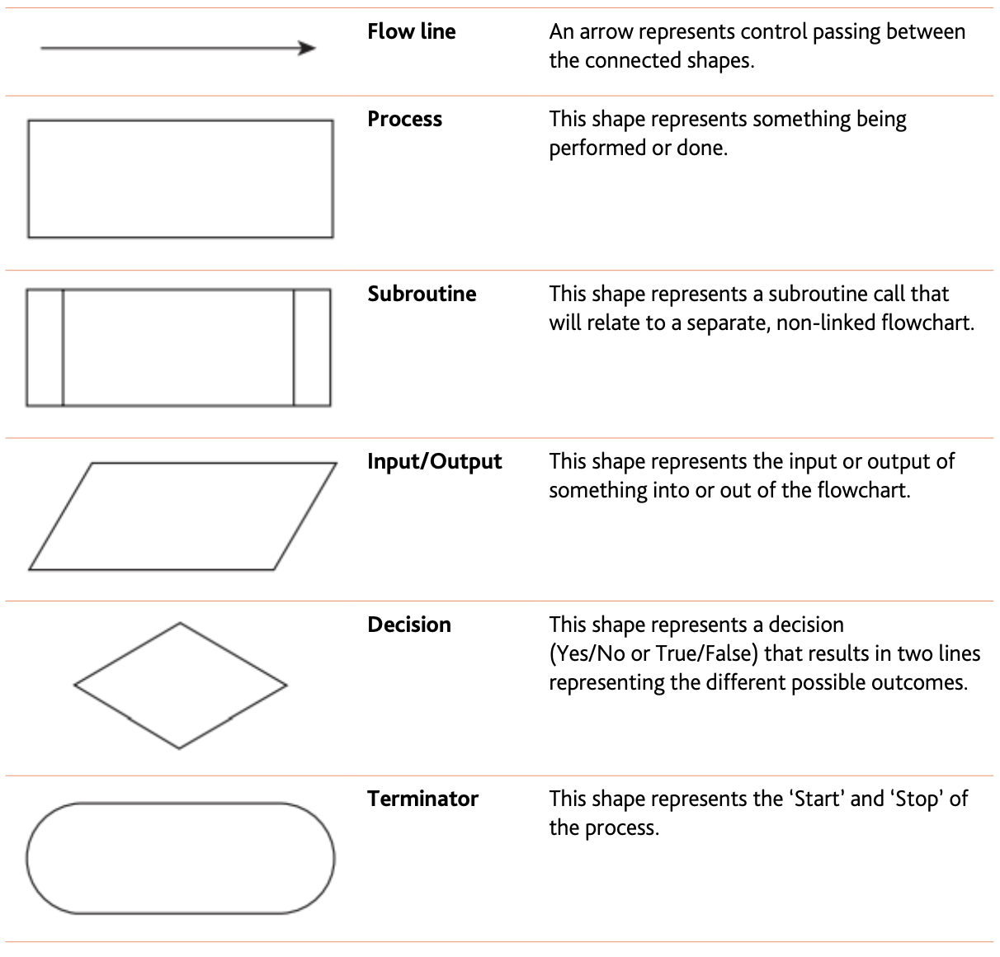 Flow line
An arrow represents control passing between
the connected shapes.
Process
This shape represents something being
performed or done.
Subroutine
This shape represents a subroutine call that
will relate to a separate, non-linked flowchart.
Input/Output
This shape represents the input or output of
something into or out of the flowchart.
Decision
This shape represents a decision
(Yes/No or True/False) that results in two lines
representing the different possible outcomes.
Terminator
This shape represents the ‘Start’ and ‘Stop’ of
the process.